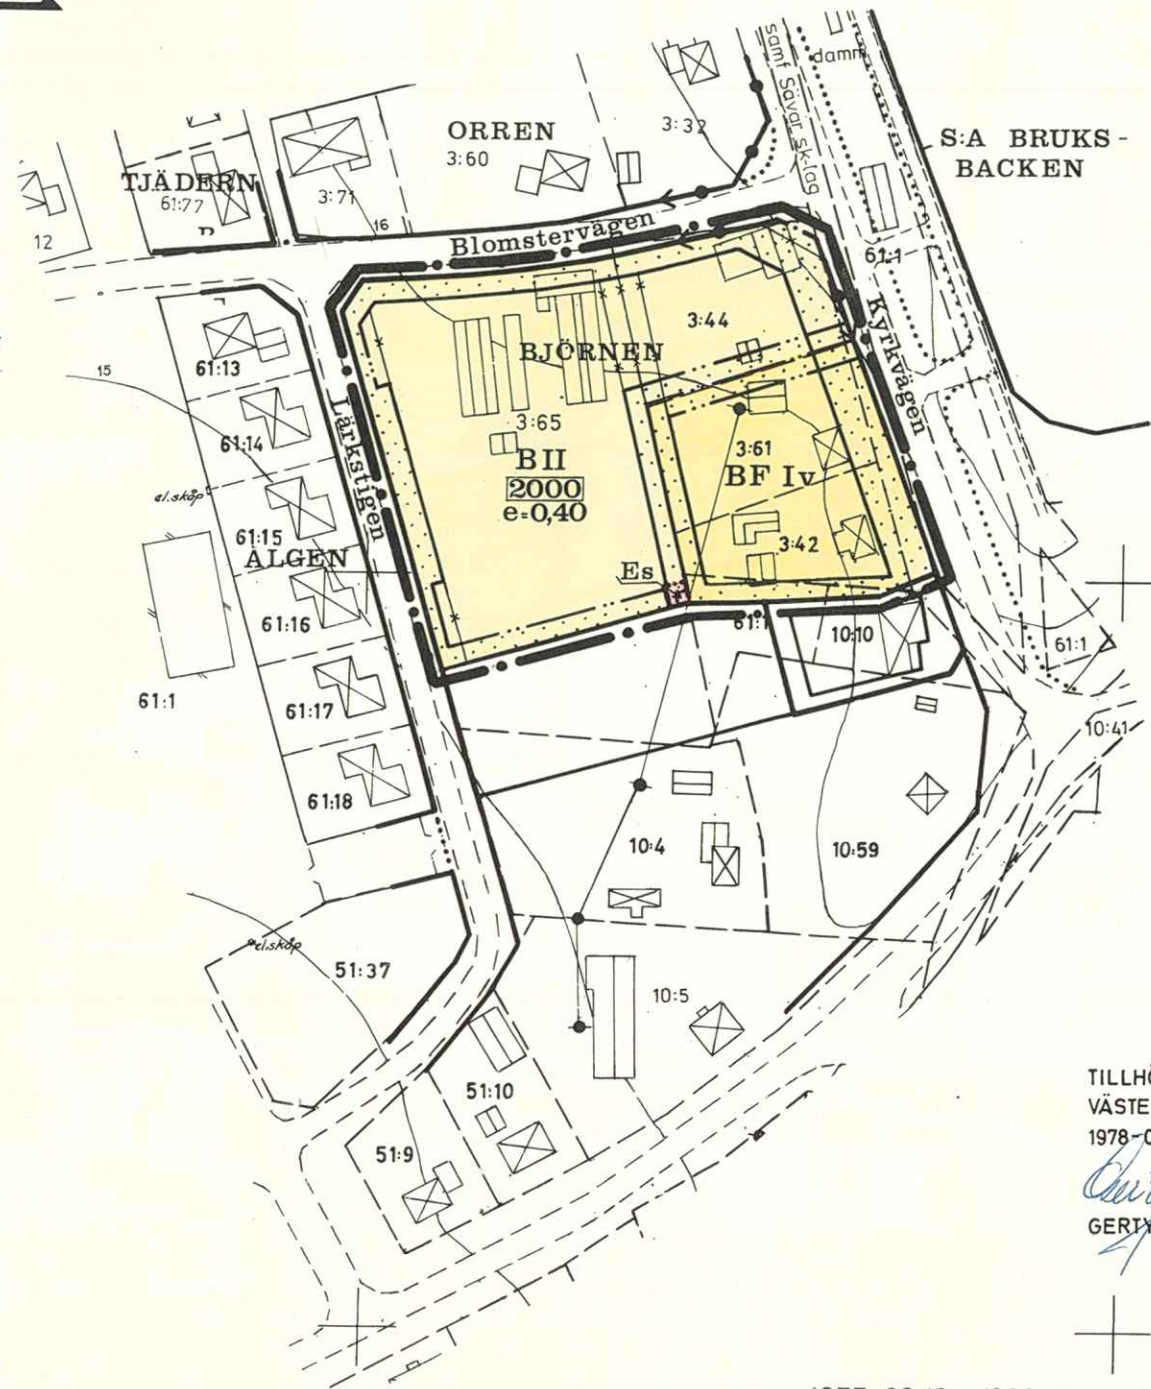 damm
samf Sävar sk-lag
ORREN
3:60
3:32
S:A BRUKS-
BACKEN
TJÄDERN
61:77
3:71
12
16
Blomstervägen
61:1
Kyrkvägen
3:44
BJÖRNEN
61:13
15
61:14
Lärkstigen
3:65
3:61
BII
BF Iv
2000
e=0,40
el.skåp
61:15
ÄLGEN
3:42
Es
61:16
61:1
10:10
61:1
61:1
61:17
10:41
61:18
10:4
10:59
el.skåp
51:37
10:5
51:10
51:9
TILLHÖ
VÄSTE
1978-0